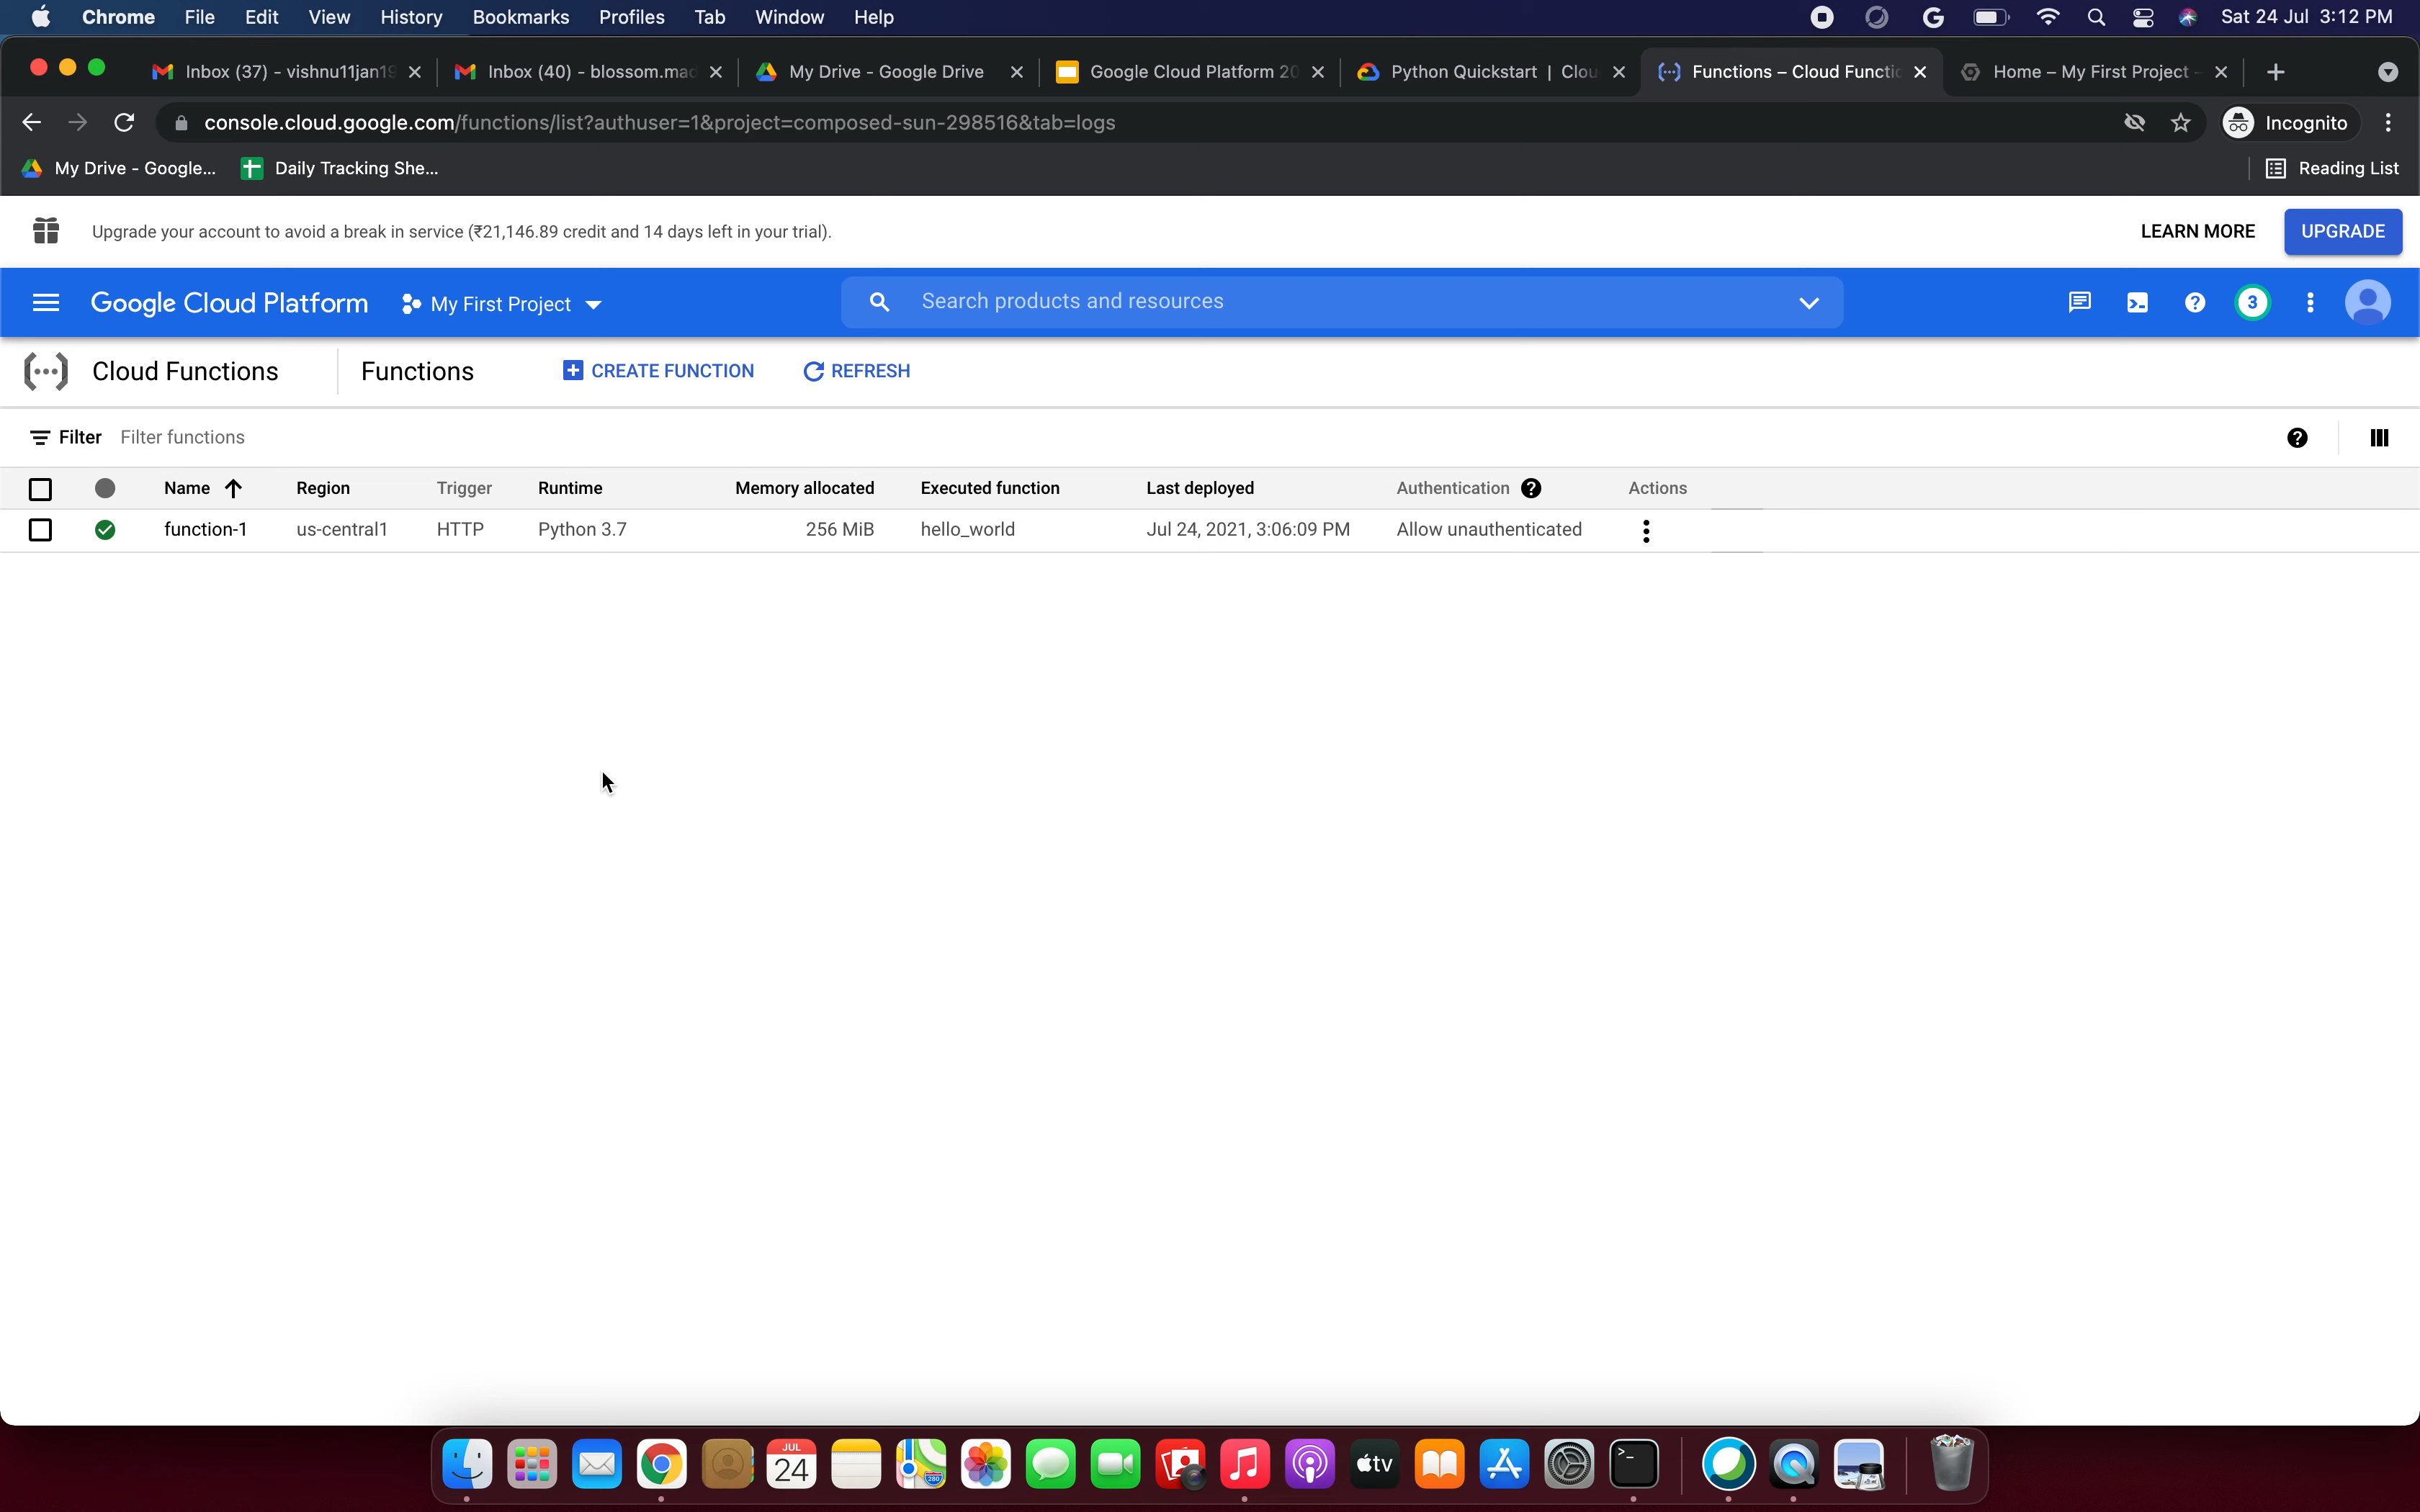 Chrome File Edit View History Bookmarks Profiles Tab Window Help Sat 24 Jul 3:12 PM
Inbox (37) - vishnu11jan19 Inbox (40) - blossom.mad My Drive - Google Drive Google Cloud Platform 20 Python Quickstart | Clou Functions – Cloud Functio Home – My First Project -
console.cloud.google.com/functions/list?authuser=1&project=composed-sun-298516&tab=logs Incognito
My Drive - Google... Daily Tracking She... Reading List
Upgrade your account to avoid a break in service (₹21,146.89 credit and 14 days left in your trial). LEARN MORE UPGRADE
Google Cloud Platform My First Project Search products and resources 3
Cloud Functions Functions CREATE FUNCTION REFRESH
Filter Filter functions
Name Region Trigger Runtime Memory allocated Executed function Last deployed Authentication Actions
function-1 us-central1 HTTP Python 3.7 256 MiB hello_world Jul 24, 2021, 3:06:09 PM Allow unauthenticated
JUL
24
tv
280